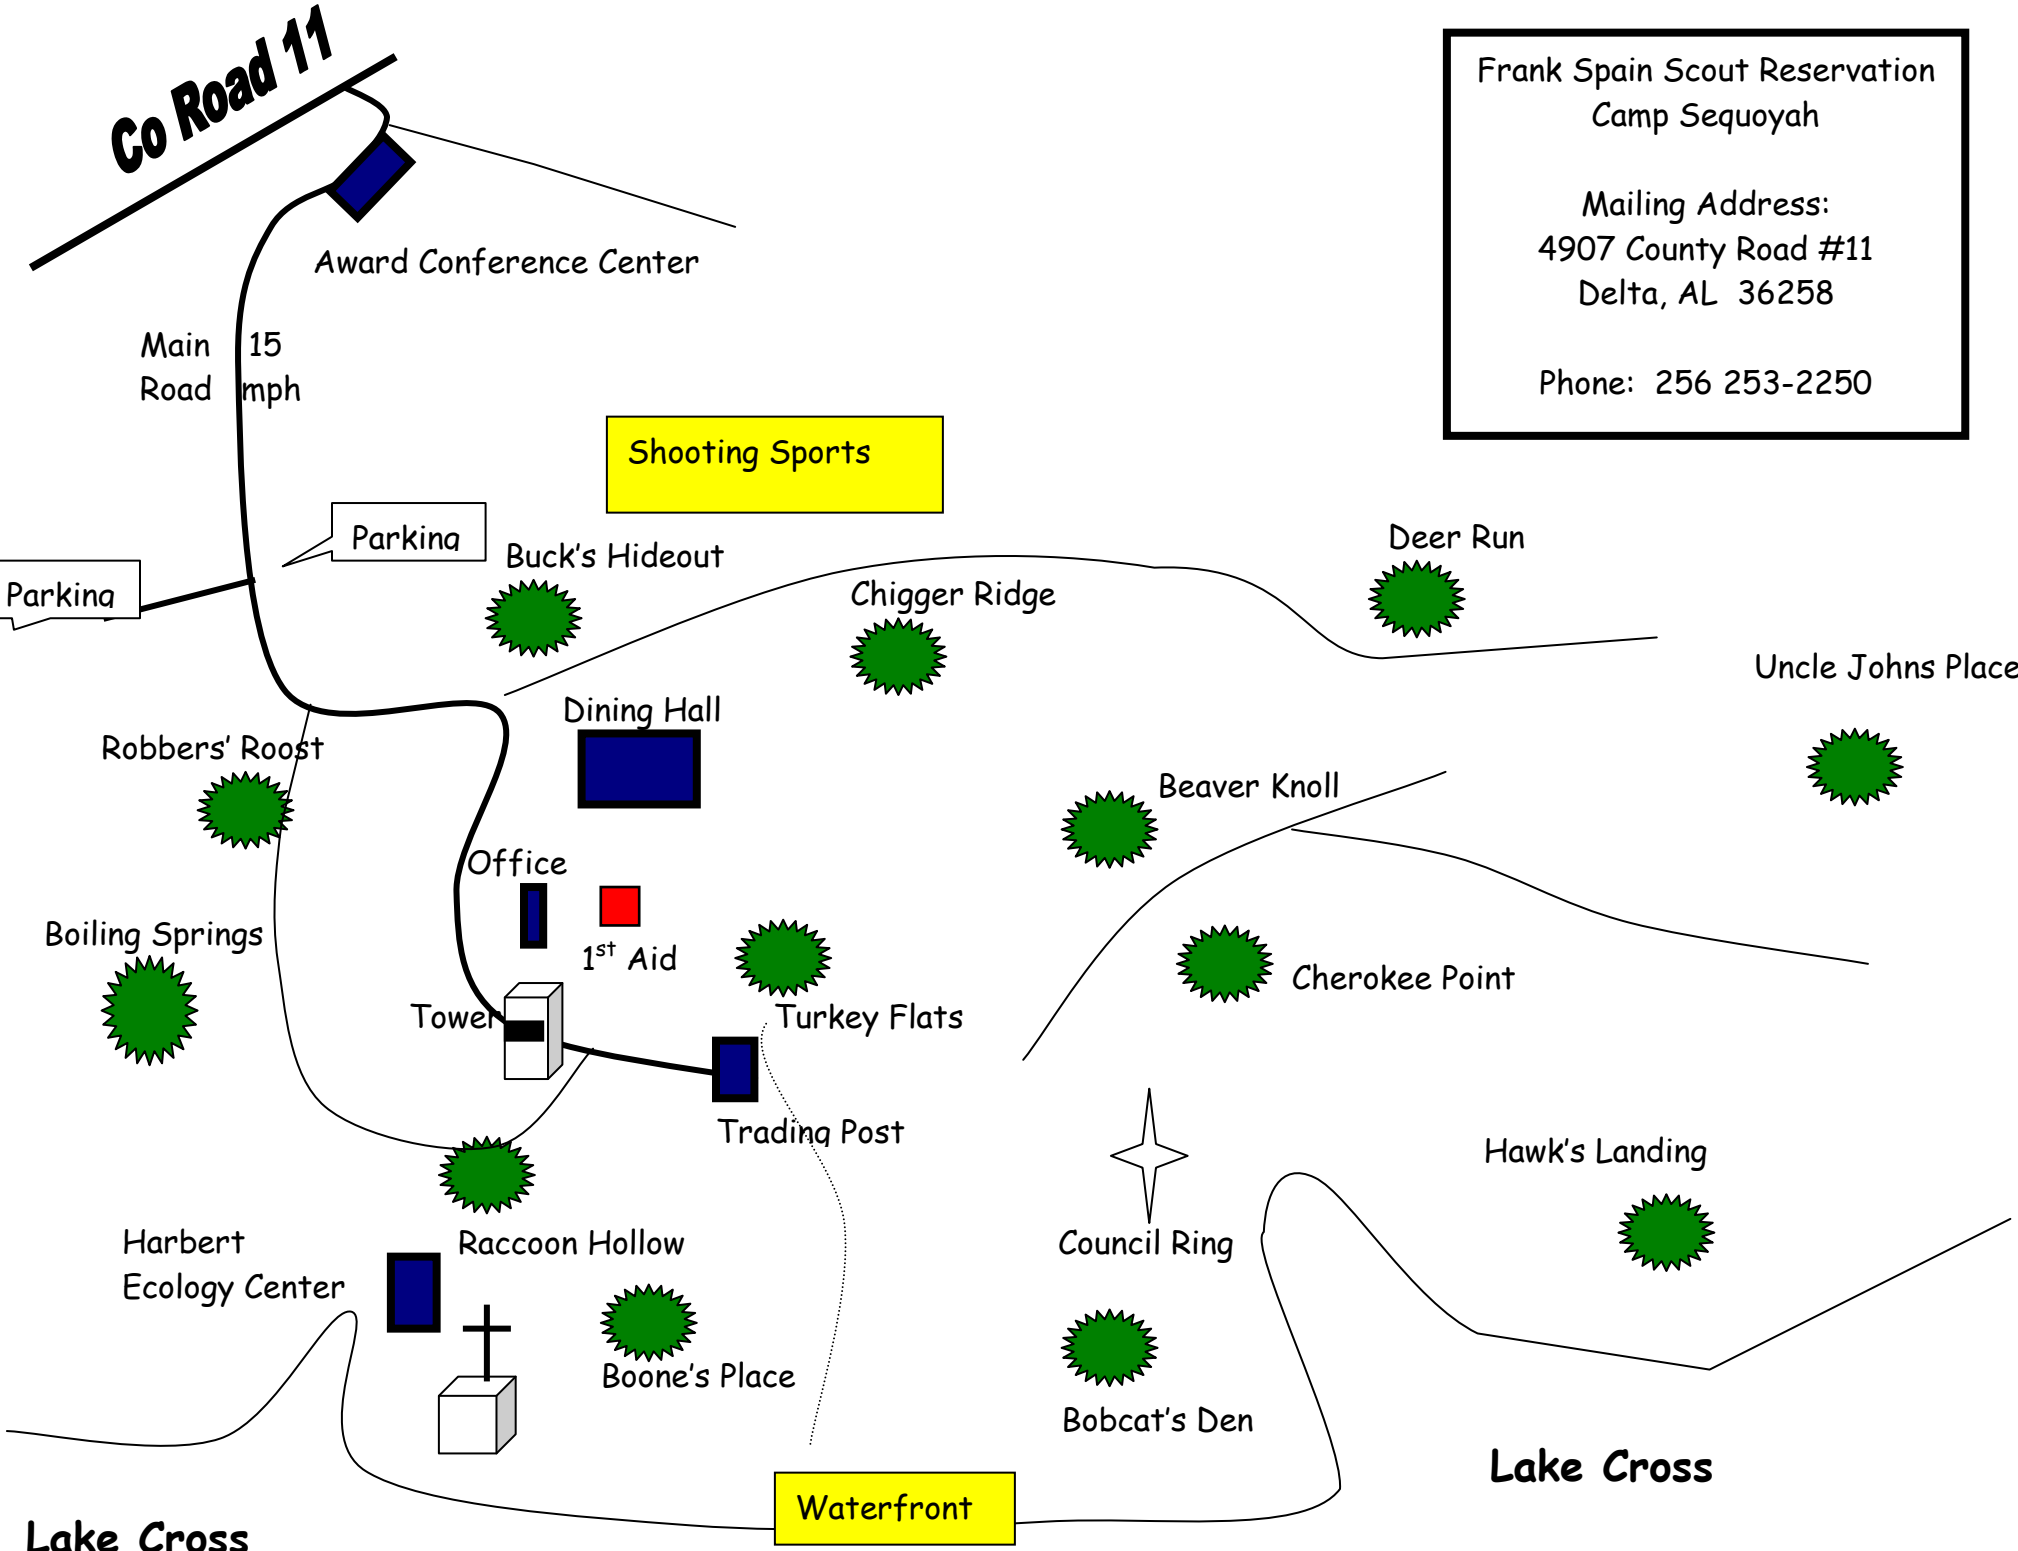 Co Road 11
Frank Spain Scout Reservation
Camp Sequoyah
Mailing Address:
4907 County Road #11
Delta, AL  36258
Phone:  256 253-2250
Award Conference Center
Main 15
Road mph
Shooting Sports
Parking
Parking
Buck's Hideout
Deer Run
Chigger Ridge
Uncle Johns Place
Dining Hall
Robbers' Roost
Beaver Knoll
Office
Boiling Springs
1st Aid
Cherokee Point
Tower
Turkey Flats
Trading Post
Hawk's Landing
Harbert
Ecology Center
Raccoon Hollow
Council Ring
Boone's Place
Bobcat's Den
Lake Cross
Waterfront
Lake Cross